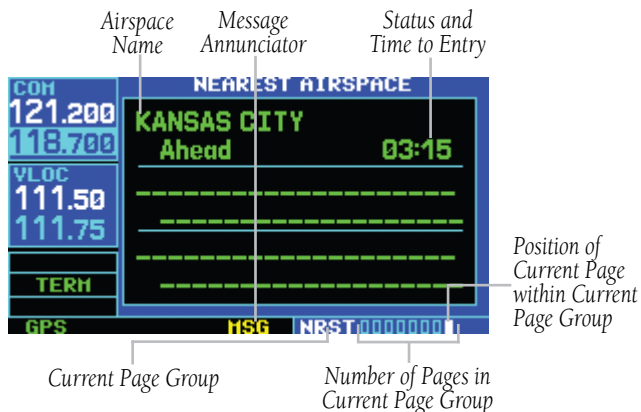 Airspace
Name
Message
Annunciator
Status and
Time to Entry
COM
121.200
118.700
VLOC
111.50
111.75
TERM
GPS
NEAREST AIRSPACE
KANSAS CITY
Ahead 03:15
MSG
NRST
Position of
Current Page
within Current
Page Group
Current Page Group
Number of Pages in
Current Page Group